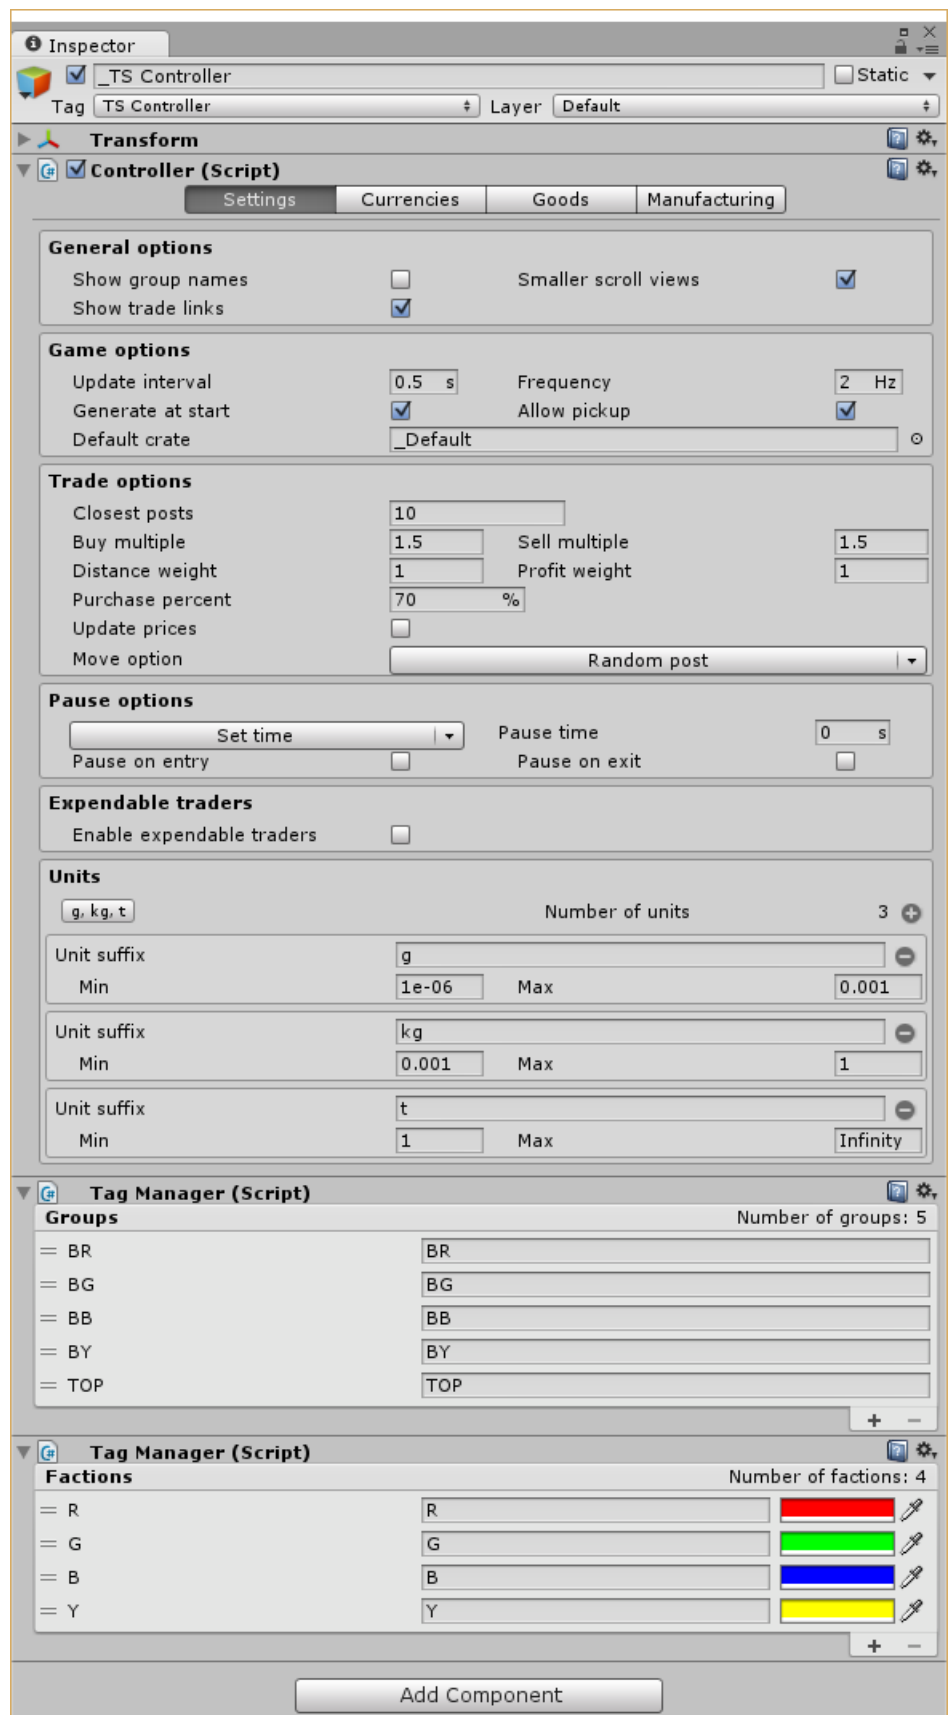 Inspector
_TS Controller Static
Tag TS Controller Layer Default
Transform
Controller (Script)
Settings Currencies Goods Manufacturing
General options
Show group names Smaller scroll views
Show trade links
Game options
Update interval 0.5 s Frequency 2 Hz
Generate at start Allow pickup
Default crate _Default
Trade options
Closest posts 10
Buy multiple 1.5 Sell multiple 1.5
Distance weight 1 Profit weight 1
Purchase percent 70 %
Update prices
Move option Random post
Pause options
Set time Pause time 0 s
Pause on entry Pause on exit
Expendable traders
Enable expendable traders
Units
g, kg, t Number of units 3
Unit suffix g
Min 1e-06 Max 0.001
Unit suffix kg
Min 0.001 Max 1
Unit suffix t
Min 1 Max Infinity
Tag Manager (Script)
Groups Number of groups: 5
BR BR
BG BG
BB BB
BY BY
TOP TOP
+ −
Tag Manager (Script)
Factions Number of factions: 4
R R
G G
B B
Y Y
+ −
Add Component